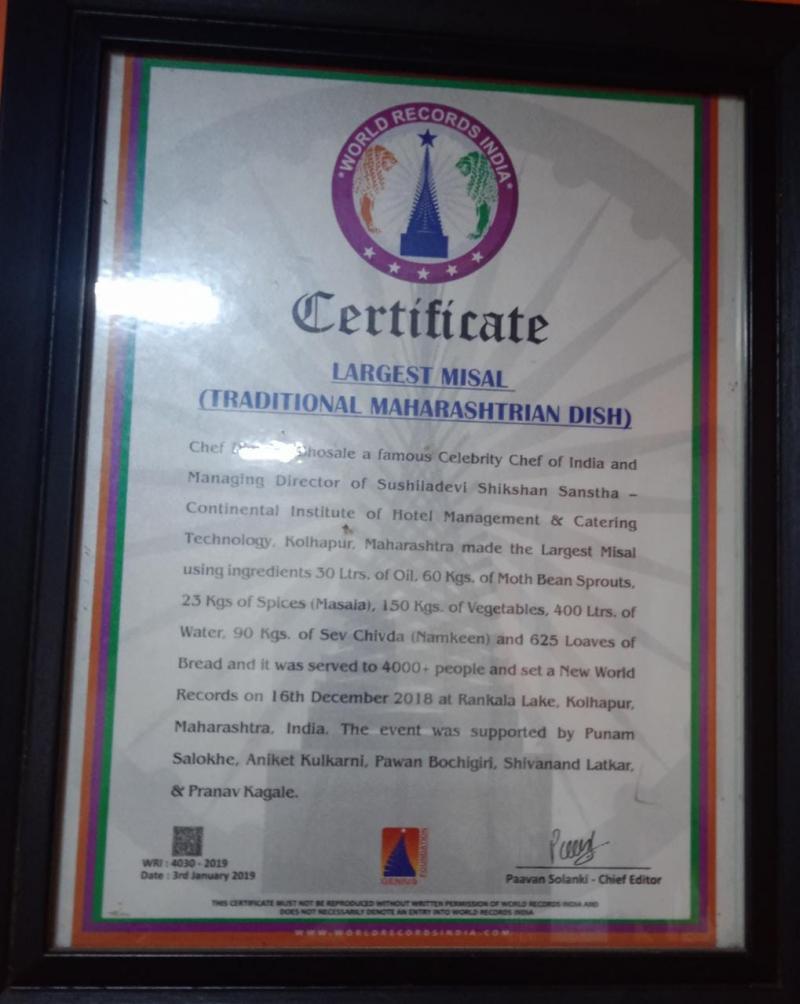 *WORLD RECORDS INDIA*
Certificate
LARGEST MISAL
(TRADITIONAL MAHARASHTRIAN DISH)
Chef hosale a famous Celebrity Chef of India and
Managing Director of Sushiladevi Shikshan Sanstha –
Continental Institute of Hotel Management & Catering
Technology, Kolhapur, Maharashtra made the Largest Misal
using ingredients 30 Ltrs. of Oil, 60 Kgs. of Moth Bean Sprouts,
23 Kgs of Spices (Masala), 150 Kgs. of Vegetables, 400 Ltrs. of
Water, 90 Kgs. of Sev Chivda (Namkeen) and 625 Loaves of
Bread and it was served to 4000+ people and set a New World
Records on 16th December 2018 at Rankala Lake, Kolhapur,
Maharashtra, India. The event was supported by Punam
Salokhe, Aniket Kulkarni, Pawan Bochigiri, Shivanand Latkar,
& Pranav Kagale.
WRI : 4030 - 2019
Date : 3rd January 2019
GENIUS
FOUNDATION
Paavan Solanki - Chief Editor
THIS CERTIFICATE MUST NOT BE REPRODUCED WITHOUT WRITTEN PERMISSION OF WORLD RECORDS INDIA AND
DOES NOT NECESSARILY DENOTE AN ENTRY INTO WORLD RECORDS INDIA
WWW.WORLDRECORDSINDIA.COM